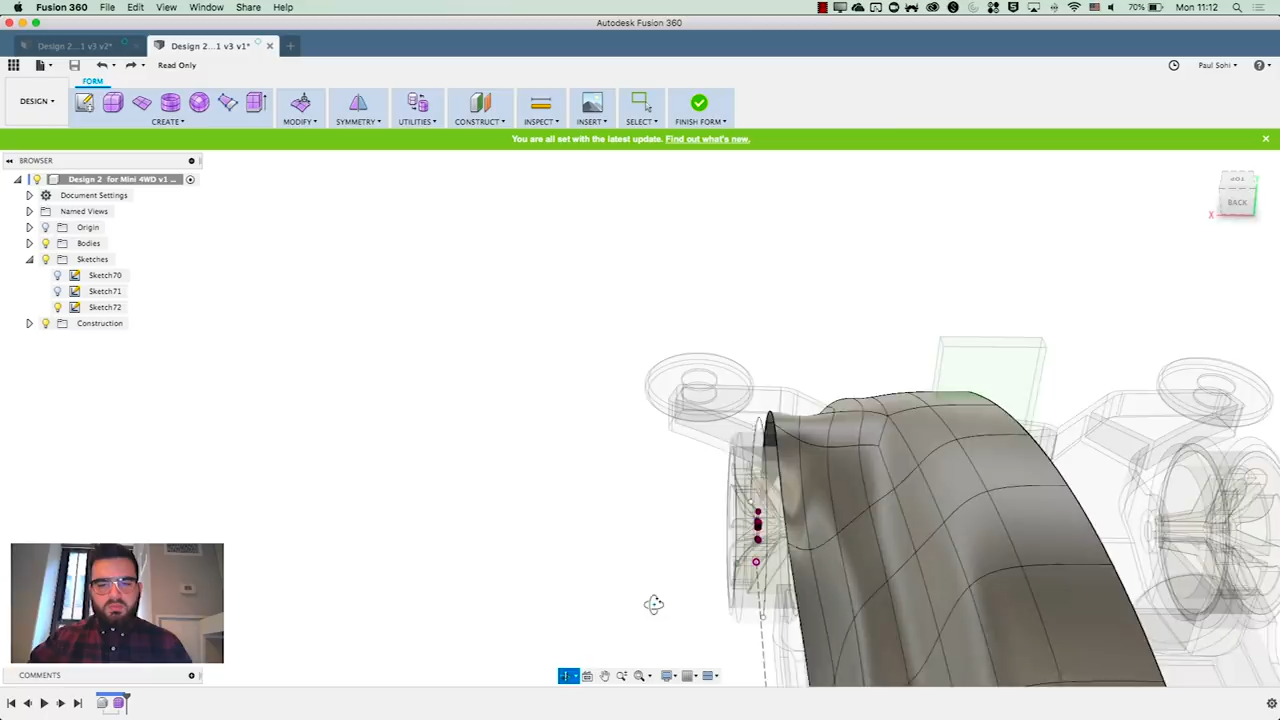 Fusion 360 File Edit View Window Share Help 70% Mon 11:12
Autodesk Fusion 360
Design 2...1 v3 v2* Design 2...1 v3 v1*
Read Only Paul Sohi
FORM
DESIGN
CREATE MODIFY SYMMETRY UTILITIES CONSTRUCT INSPECT INSERT SELECT FINISH FORM
You are all set with the latest update. Find out what's new.
BROWSER
Design 2 for Mini 4WD v1 ...
Document Settings
Named Views
Origin
Bodies
Sketches
Sketch70
Sketch71
Sketch72
Construction
TOP
BACK
X
COMMENTS